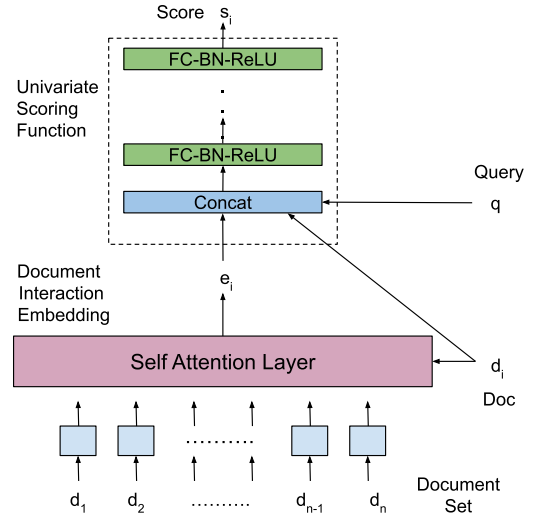 Score s_i
FC-BN-ReLU
Univariate
Scoring
Function
FC-BN-ReLU
Query
Concat
q
Document
Interaction
Embedding
e_i
Self Attention Layer
d_i
Doc
d_1 d_2 ......... d_n-1 d_n
Document
Set